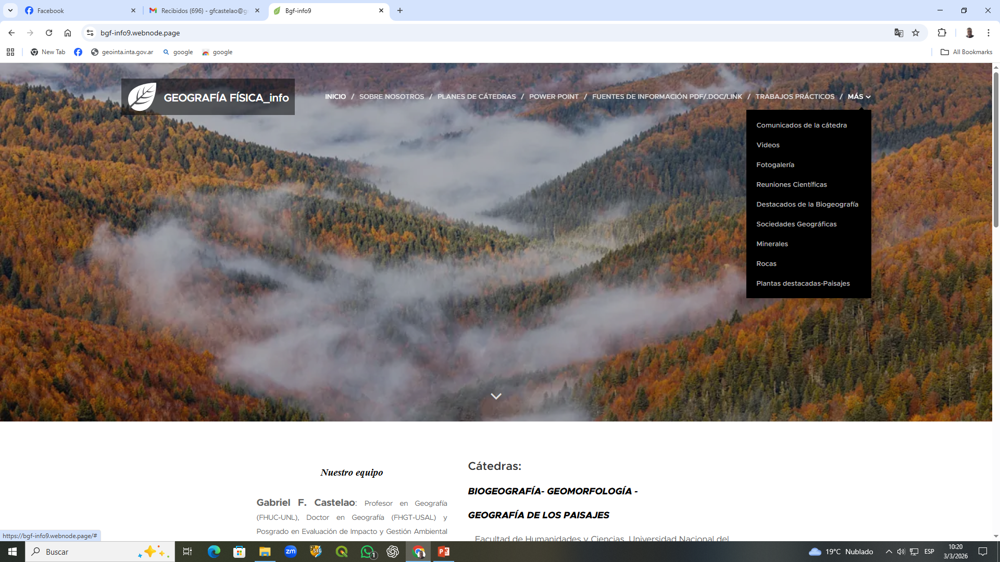 Facebook
Recibidos (696) - gfcastelao@g
Bgf-info9
bgf-info9.webnode.page
New Tab
geointa.inta.gov.ar
google
google
All Bookmarks
GEOGRAFÍA FÍSICA_info
INICIO / SOBRE NOSOTROS / PLANES DE CÁTEDRAS / POWER POINT / FUENTES DE INFORMACIÓN PDF/.DOC/LINK / TRABAJOS PRÁCTICOS / MÁS
Comunicados de la cátedra
Videos
Fotogalería
Reuniones Científicas
Destacados de la Biogeografía
Sociedades Geográficas
Minerales
Rocas
Plantas destacadas-Paisajes
Nuestro equipo
Gabriel F. Castelao: Profesor en Geografía
(FHUC-UNL), Doctor en Geografía (FHGT-USAL) y
Posgrado en Evaluación de Impacto y Gestión Ambiental
Cátedras:
BIOGEOGRAFÍA- GEOMORFOLOGÍA -
GEOGRAFÍA DE LOS PAISAJES
Facultad de Humanidades y Ciencias. Universidad Nacional del
https://bgf-info9.webnode.page/#
Buscar
zm
1
19°C Nublado
ESP
10:20
3/3/2026